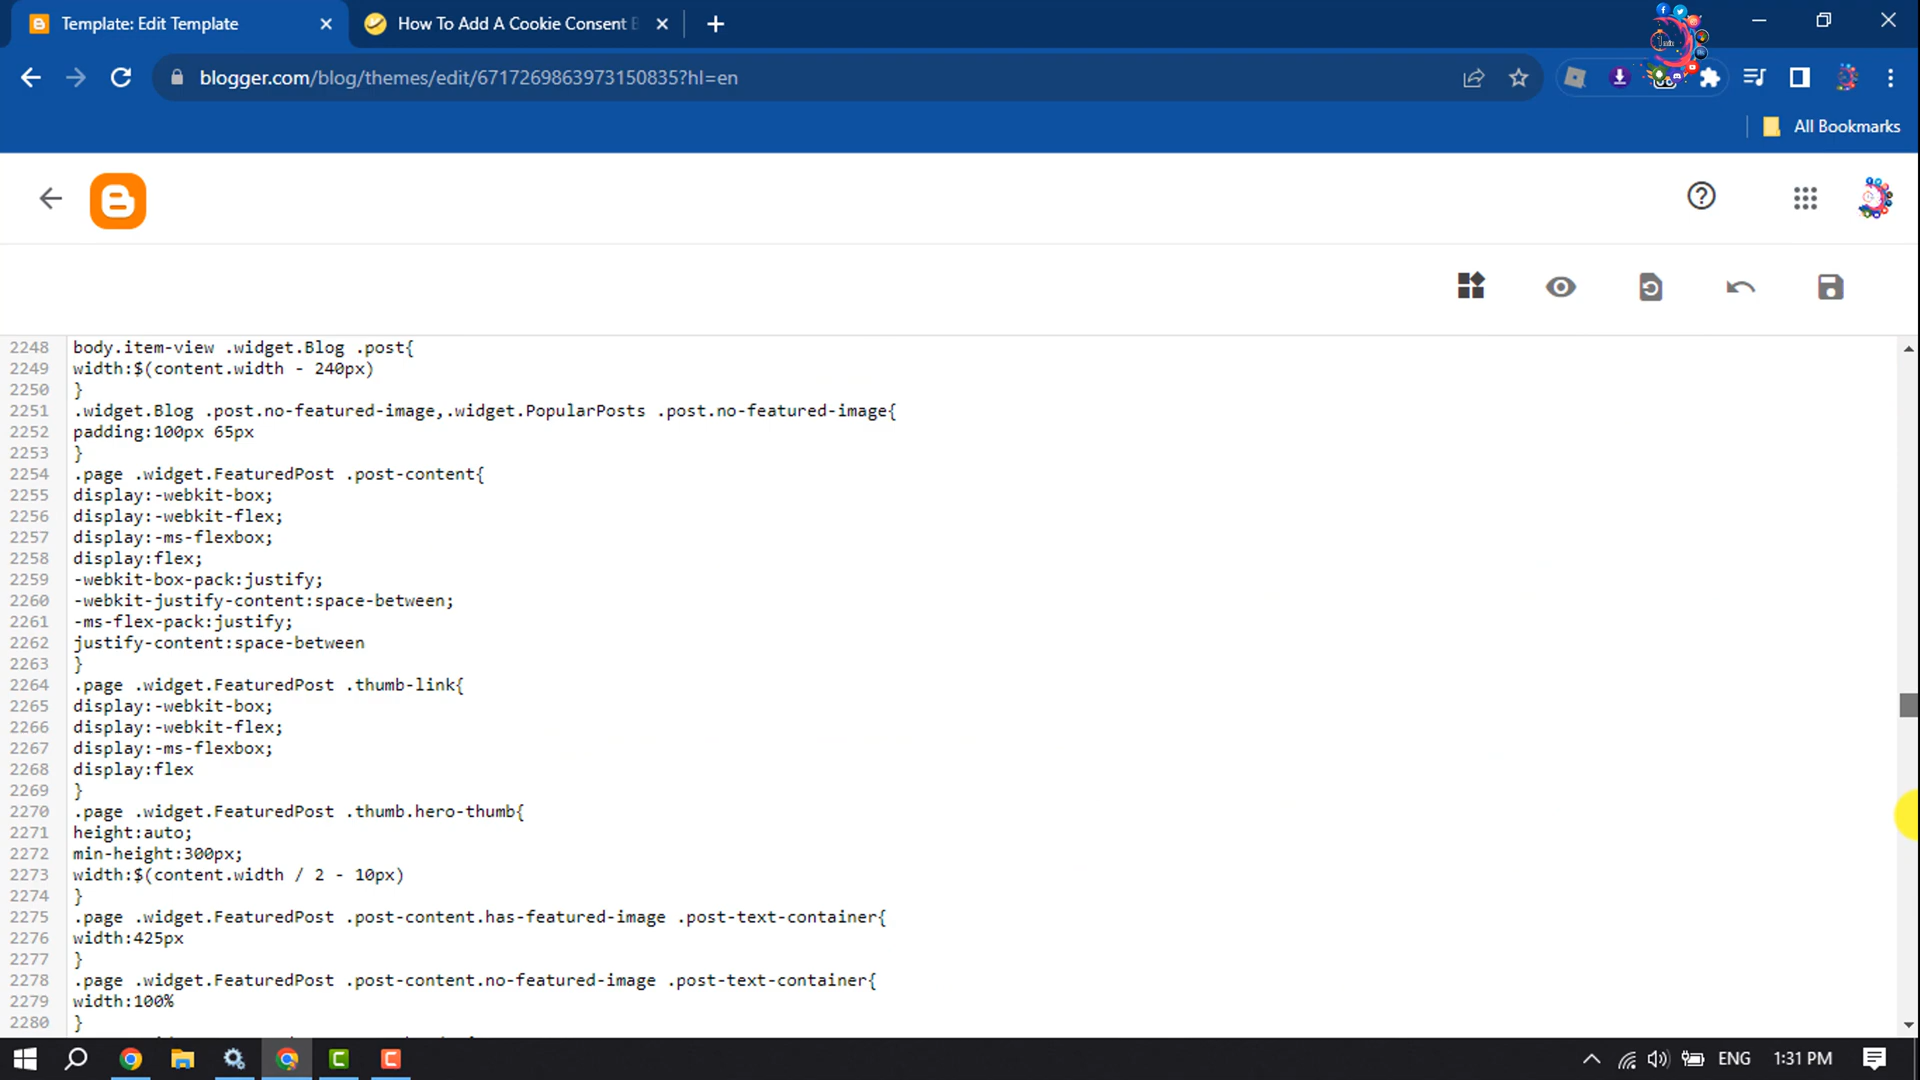 Template: Edit Template
How To Add A Cookie Consent B
blogger.com/blog/themes/edit/6717269863973150835?hl=en
All Bookmarks
2248 body.item-view .widget.Blog .post{
2249 width:$(content.width - 240px)
2250 }
2251 .widget.Blog .post.no-featured-image,.widget.PopularPosts .post.no-featured-image{
2252 padding:100px 65px
2253 }
2254 .page .widget.FeaturedPost .post-content{
2255 display:-webkit-box;
2256 display:-webkit-flex;
2257 display:-ms-flexbox;
2258 display:flex;
2259 -webkit-box-pack:justify;
2260 -webkit-justify-content:space-between;
2261 -ms-flex-pack:justify;
2262 justify-content:space-between
2263 }
2264 .page .widget.FeaturedPost .thumb-link{
2265 display:-webkit-box;
2266 display:-webkit-flex;
2267 display:-ms-flexbox;
2268 display:flex
2269 }
2270 .page .widget.FeaturedPost .thumb.hero-thumb{
2271 height:auto;
2272 min-height:300px;
2273 width:$(content.width / 2 - 10px)
2274 }
2275 .page .widget.FeaturedPost .post-content.has-featured-image .post-text-container{
2276 width:425px
2277 }
2278 .page .widget.FeaturedPost .post-content.no-featured-image .post-text-container{
2279 width:100%
2280 }
ENG
1:31 PM